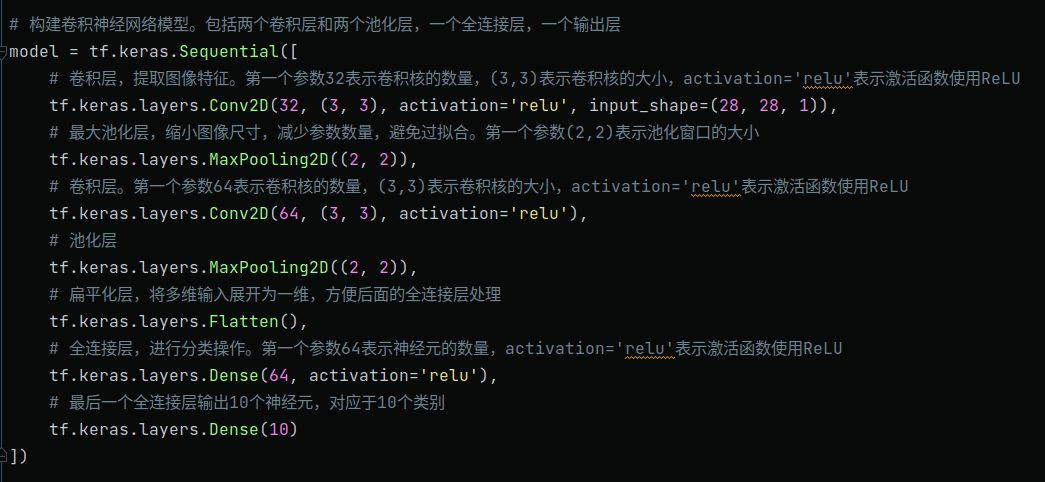 # 构建卷积神经网络模型。包括两个卷积层和两个池化层，一个全连接层，一个输出层
model = tf.keras.Sequential([
    # 卷积层，提取图像特征。第一个参数32表示卷积核的数量，(3,3)表示卷积核的大小，activation='relu'表示激活函数使用ReLU
    tf.keras.layers.Conv2D(32, (3, 3), activation='relu', input_shape=(28, 28, 1)),
    # 最大池化层，缩小图像尺寸，减少参数数量，避免过拟合。第一个参数(2,2)表示池化窗口的大小
    tf.keras.layers.MaxPooling2D((2, 2)),
    # 卷积层。第一个参数64表示卷积核的数量，(3,3)表示卷积核的大小，activation='relu'表示激活函数使用ReLU
    tf.keras.layers.Conv2D(64, (3, 3), activation='relu'),
    # 池化层
    tf.keras.layers.MaxPooling2D((2, 2)),
    # 扁平化层，将多维输入展开为一维，方便后面的全连接层处理
    tf.keras.layers.Flatten(),
    # 全连接层，进行分类操作。第一个参数64表示神经元的数量，activation='relu'表示激活函数使用ReLU
    tf.keras.layers.Dense(64, activation='relu'),
    # 最后一个全连接层输出10个神经元，对应于10个类别
    tf.keras.layers.Dense(10)
])